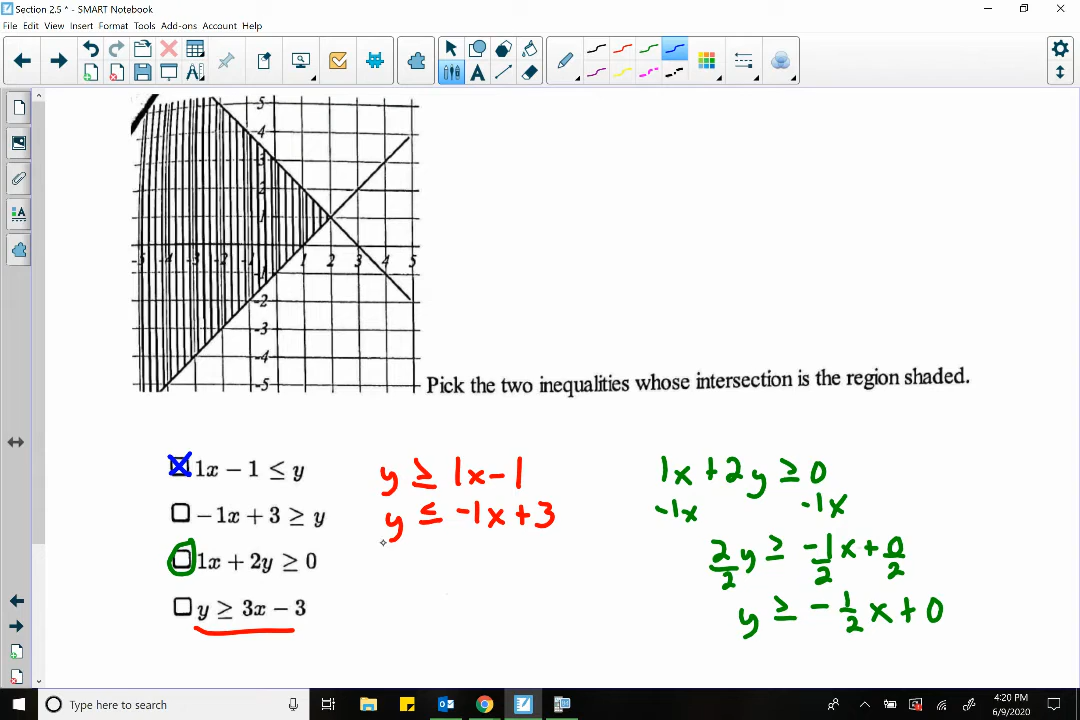 Section 2.5 * - SMART Notebook
File Edit View Insert Format Tools Add-ons Account Help
5
4
3
2
1
-5 -4 -3 -2 -1 1 2 3 4 5
-1
-2
-3
-4
-5
Pick the two inequalities whose intersection is the region shaded.
1x − 1 ≤ y
−1x + 3 ≥ y
1x + 2y ≥ 0
y ≥ 3x − 3
y ≥ 1x-1
y ≤ -1x+3
1x+2y ≥ 0
-1x -1x
2/2 y ≥ -1/2 x + 0/2
y ≥ -1/2 x + 0
Type here to search
4:20 PM
6/9/2020